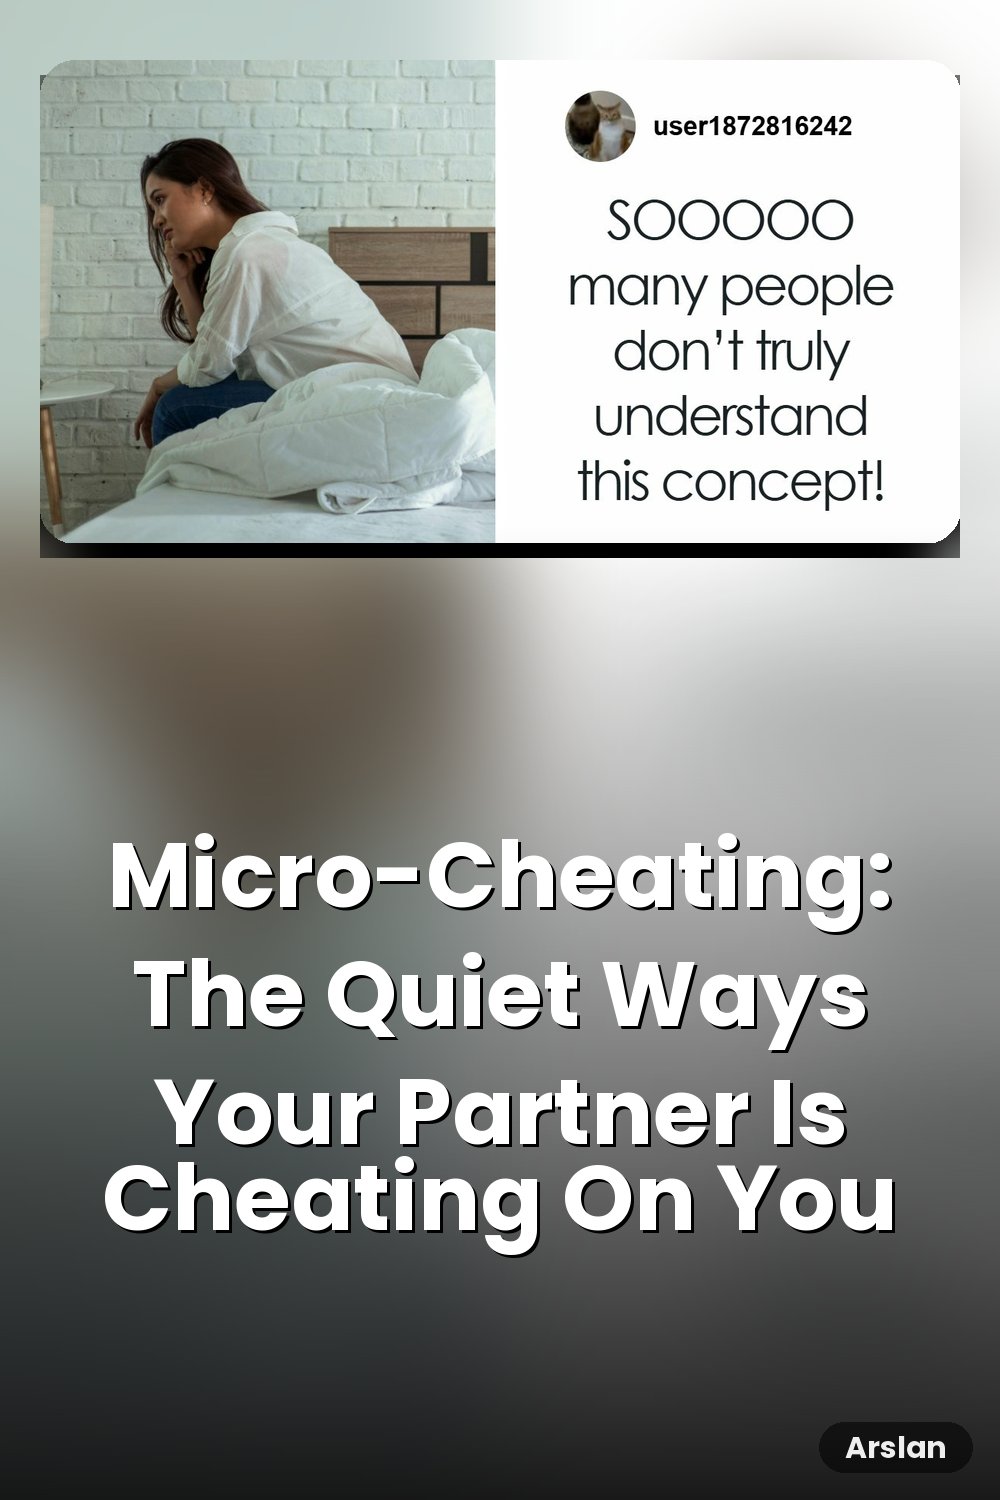 user1872816242
SOOOOO
many people
don't truly
understand
this concept!
Micro-Cheating:
The Quiet Ways
Your Partner Is
Cheating On You
Arslan